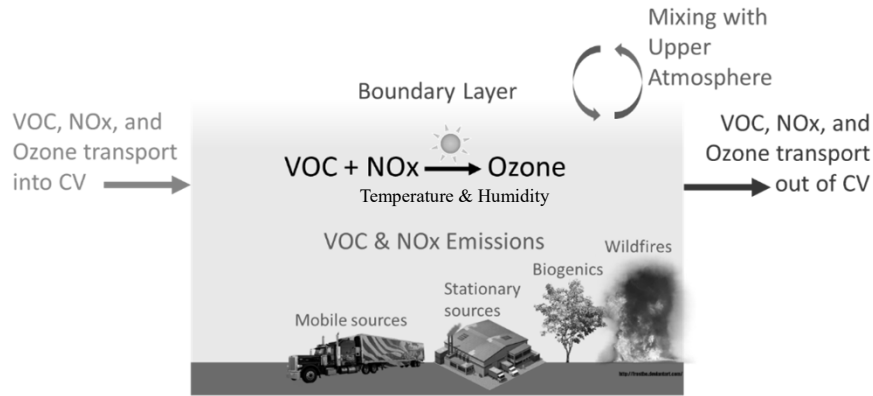 Mixing with
Upper
Atmosphere
Boundary Layer
VOC, NOx, and
Ozone transport
into CV
VOC, NOx, and
Ozone transport
out of CV
VOC + NOx
Ozone
Temperature & Humidity
VOC & NOx Emissions
Wildfires
Biogenics
Stationary
sources
Mobile sources